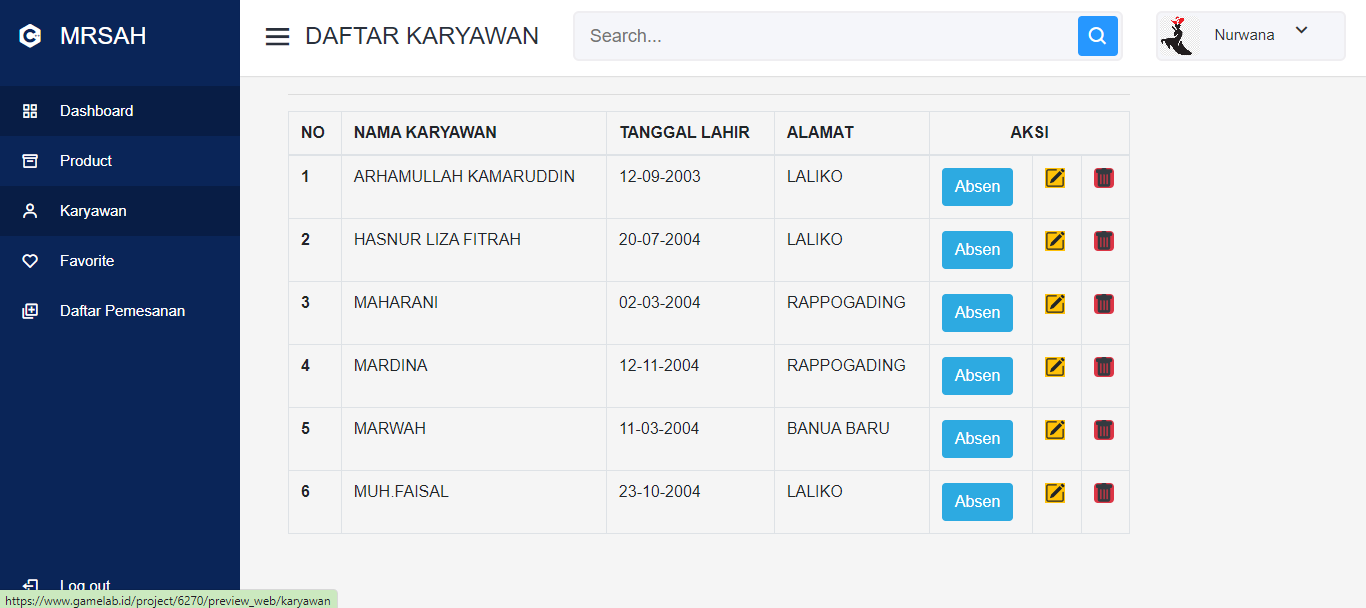 MRSAH
DAFTAR KARYAWAN
Search...
Nurwana
Dashboard
Product
Karyawan
Favorite
Daftar Pemesanan
Log out
NO NAMA KARYAWAN TANGGAL LAHIR ALAMAT AKSI
1 ARHAMULLAH KAMARUDDIN 12-09-2003 LALIKO Absen
2 HASNUR LIZA FITRAH 20-07-2004 LALIKO Absen
3 MAHARANI 02-03-2004 RAPPOGADING Absen
4 MARDINA 12-11-2004 RAPPOGADING Absen
5 MARWAH 11-03-2004 BANUA BARU Absen
6 MUH.FAISAL 23-10-2004 LALIKO Absen
https://www.gamelab.id/project/6270/preview_web/karyawan